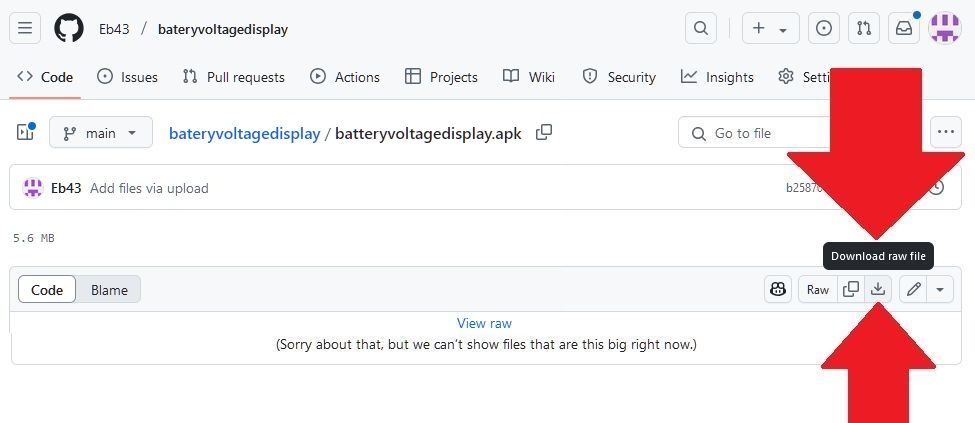 Eb43 / bateryvoltagedisplay
Code Issues Pull requests Actions Projects Wiki Security Insights
main bateryvoltagedisplay / batteryvoltagedisplay.apk Go to file
Eb43 Add files via upload
5.6 MB
Download raw file
Code Blame Raw
View raw
(Sorry about that, but we can't show files that are this big right now.)